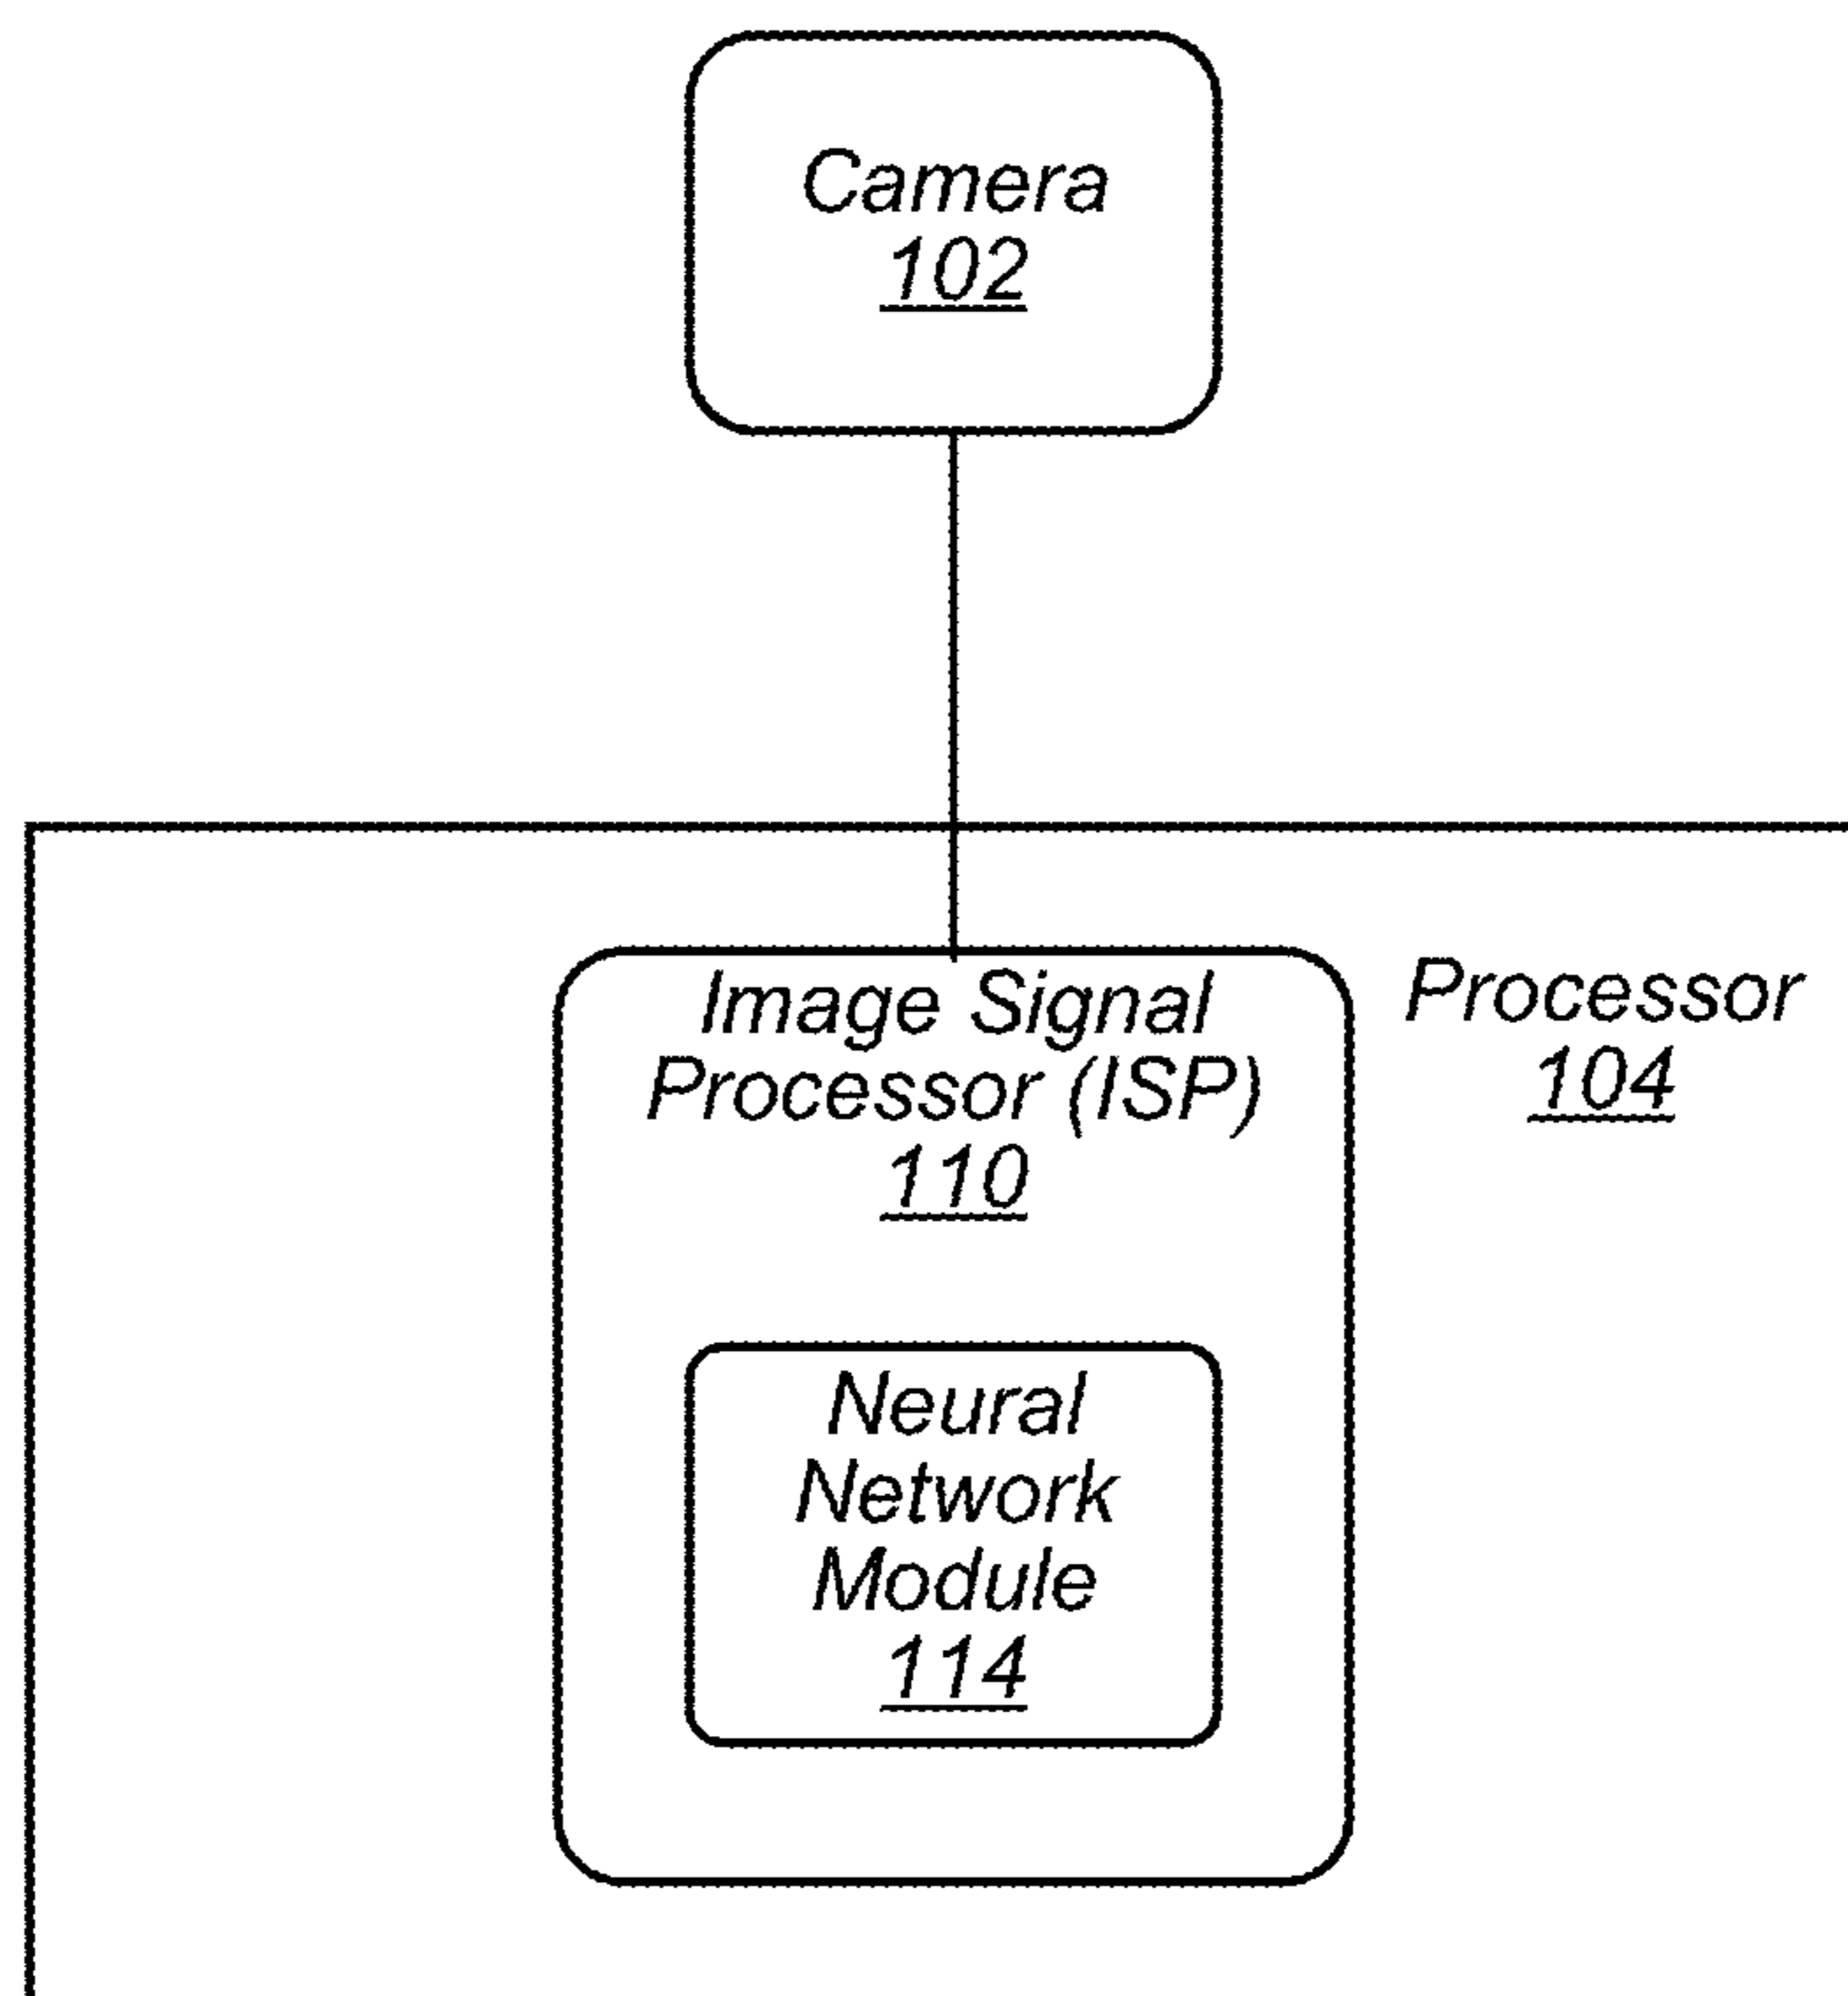 Camera
102
Image Signal
Processor (ISP)
110
Processor
104
Neural
Network
Module
114